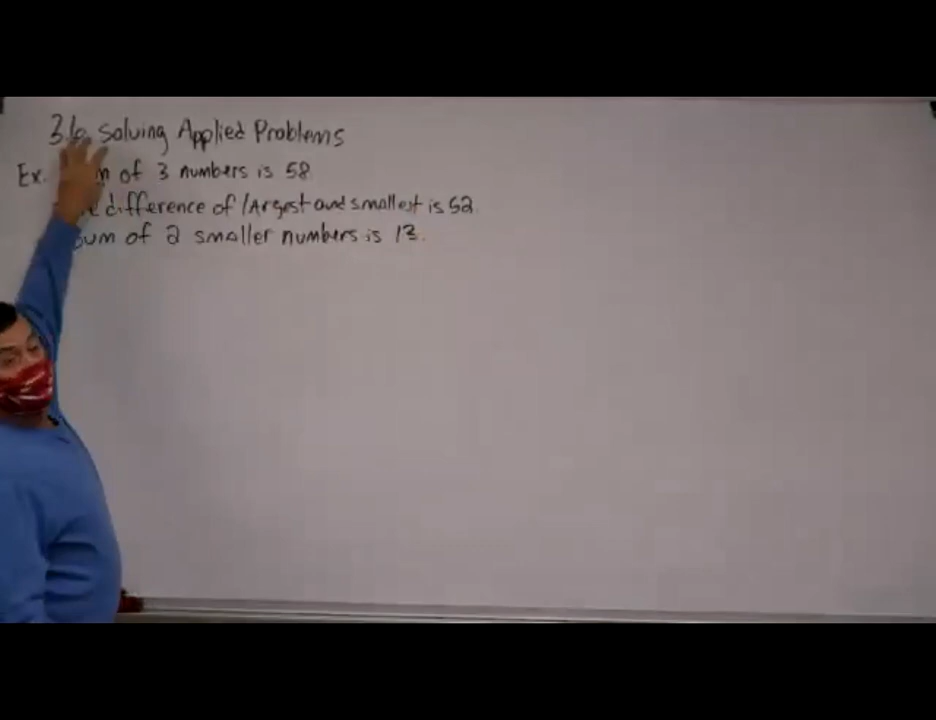 3.6 Solving Applied Problems
Ex. of 3 numbers is 58
difference of largest and smallest is 52.
sum of 2 smaller numbers is 13.